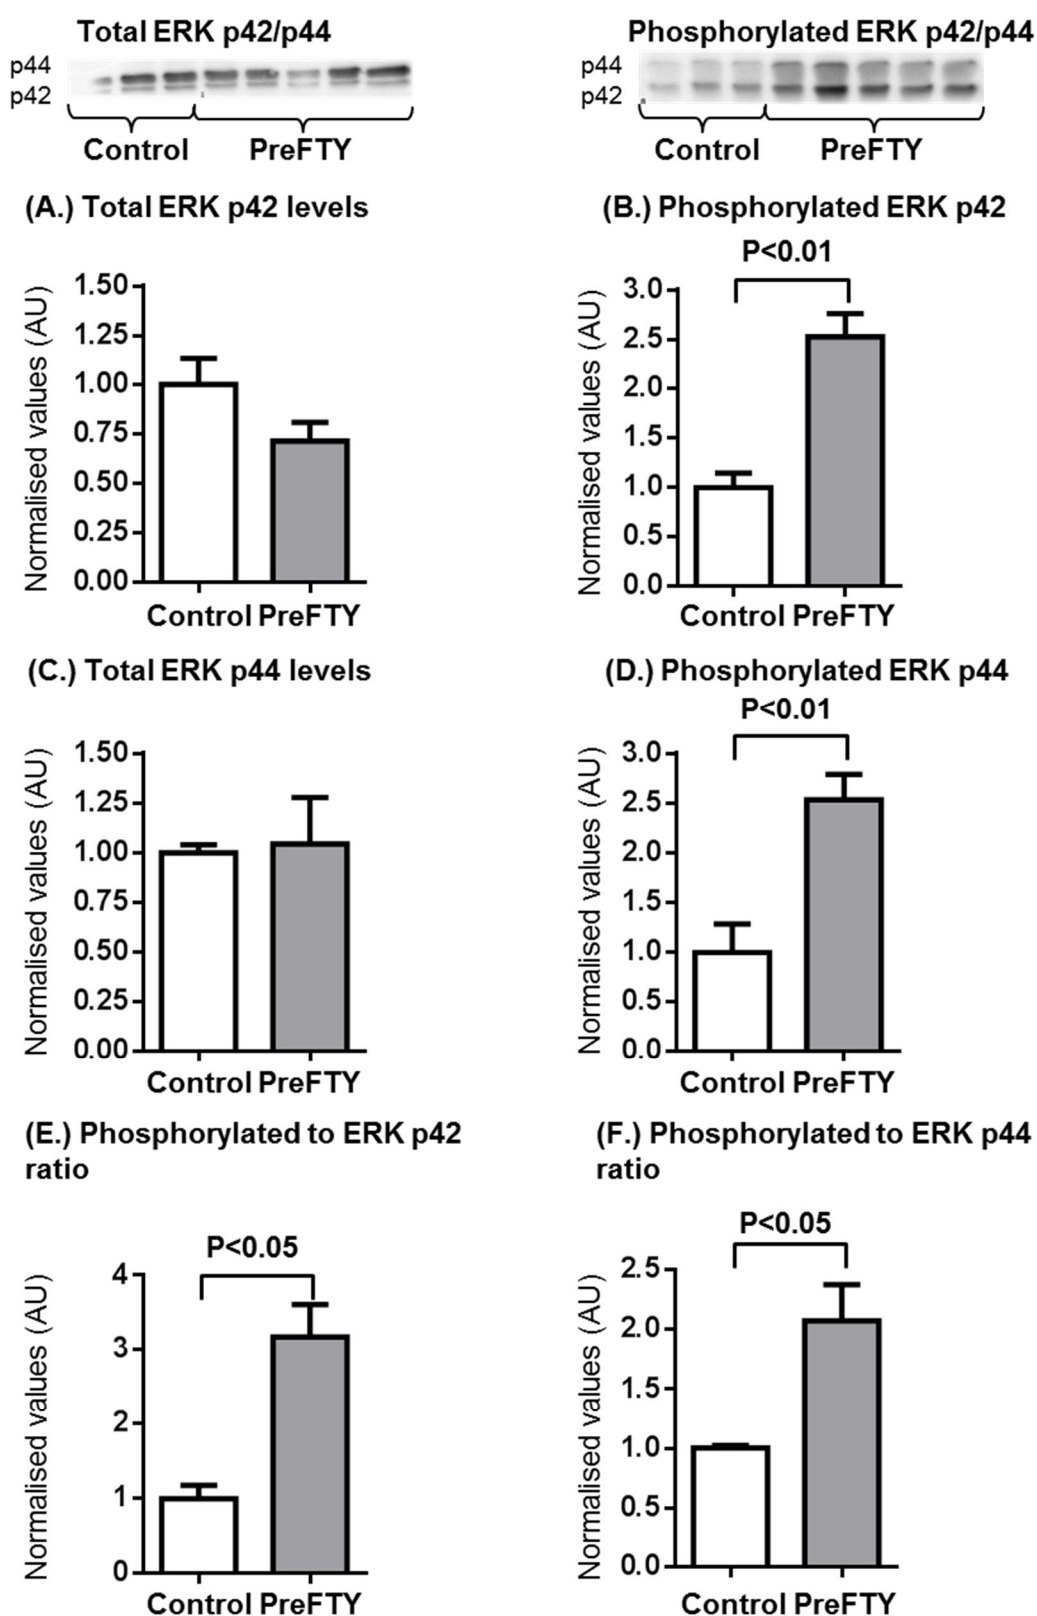 Total ERK p42/p44
p44
p42
Control PreFTY
Phosphorylated ERK p42/p44
p44
p42
Control PreFTY
(A.) Total ERK p42 levels
Normalised values (AU)
1.50
1.25
1.00
0.75
0.50
0.25
0.00
Control PreFTY
(B.) Phosphorylated ERK p42
P<0.01
Normalised values (AU)
3.0
2.5
2.0
1.5
1.0
0.5
0.0
Control PreFTY
(C.) Total ERK p44 levels
Normalised values (AU)
1.50
1.25
1.00
0.75
0.50
0.25
0.00
Control PreFTY
(D.) Phosphorylated ERK p44
P<0.01
Normalised values (AU)
3.0
2.5
2.0
1.5
1.0
0.5
0.0
Control PreFTY
(E.) Phosphorylated to ERK p42
ratio
P<0.05
Normalised values (AU)
4
3
2
1
0
Control PreFTY
(F.) Phosphorylated to ERK p44
ratio
P<0.05
Normalised values (AU)
2.5
2.0
1.5
1.0
0.5
0.0
Control PreFTY